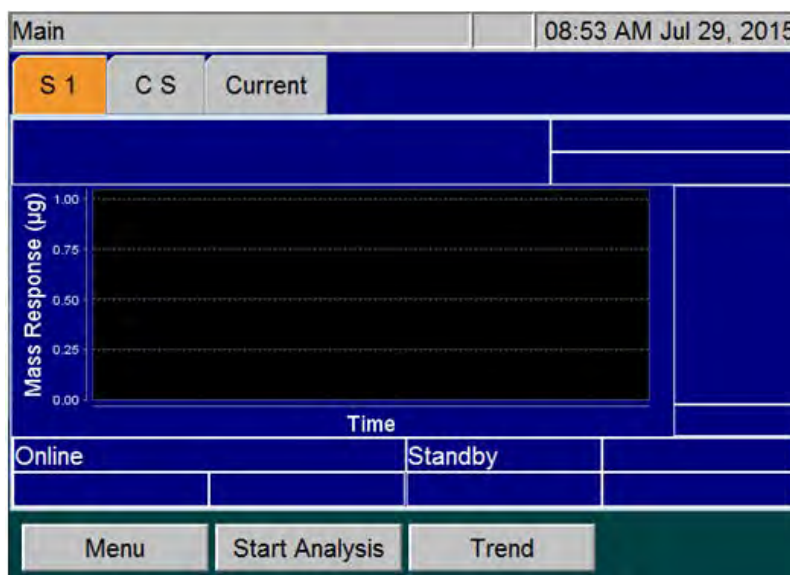 Main 08:53 AM Jul 29, 2015
S 1 C S Current
Mass Response (µg)
1.00
0.75
0.50
0.25
0.00
Time
Online Standby
Menu Start Analysis Trend